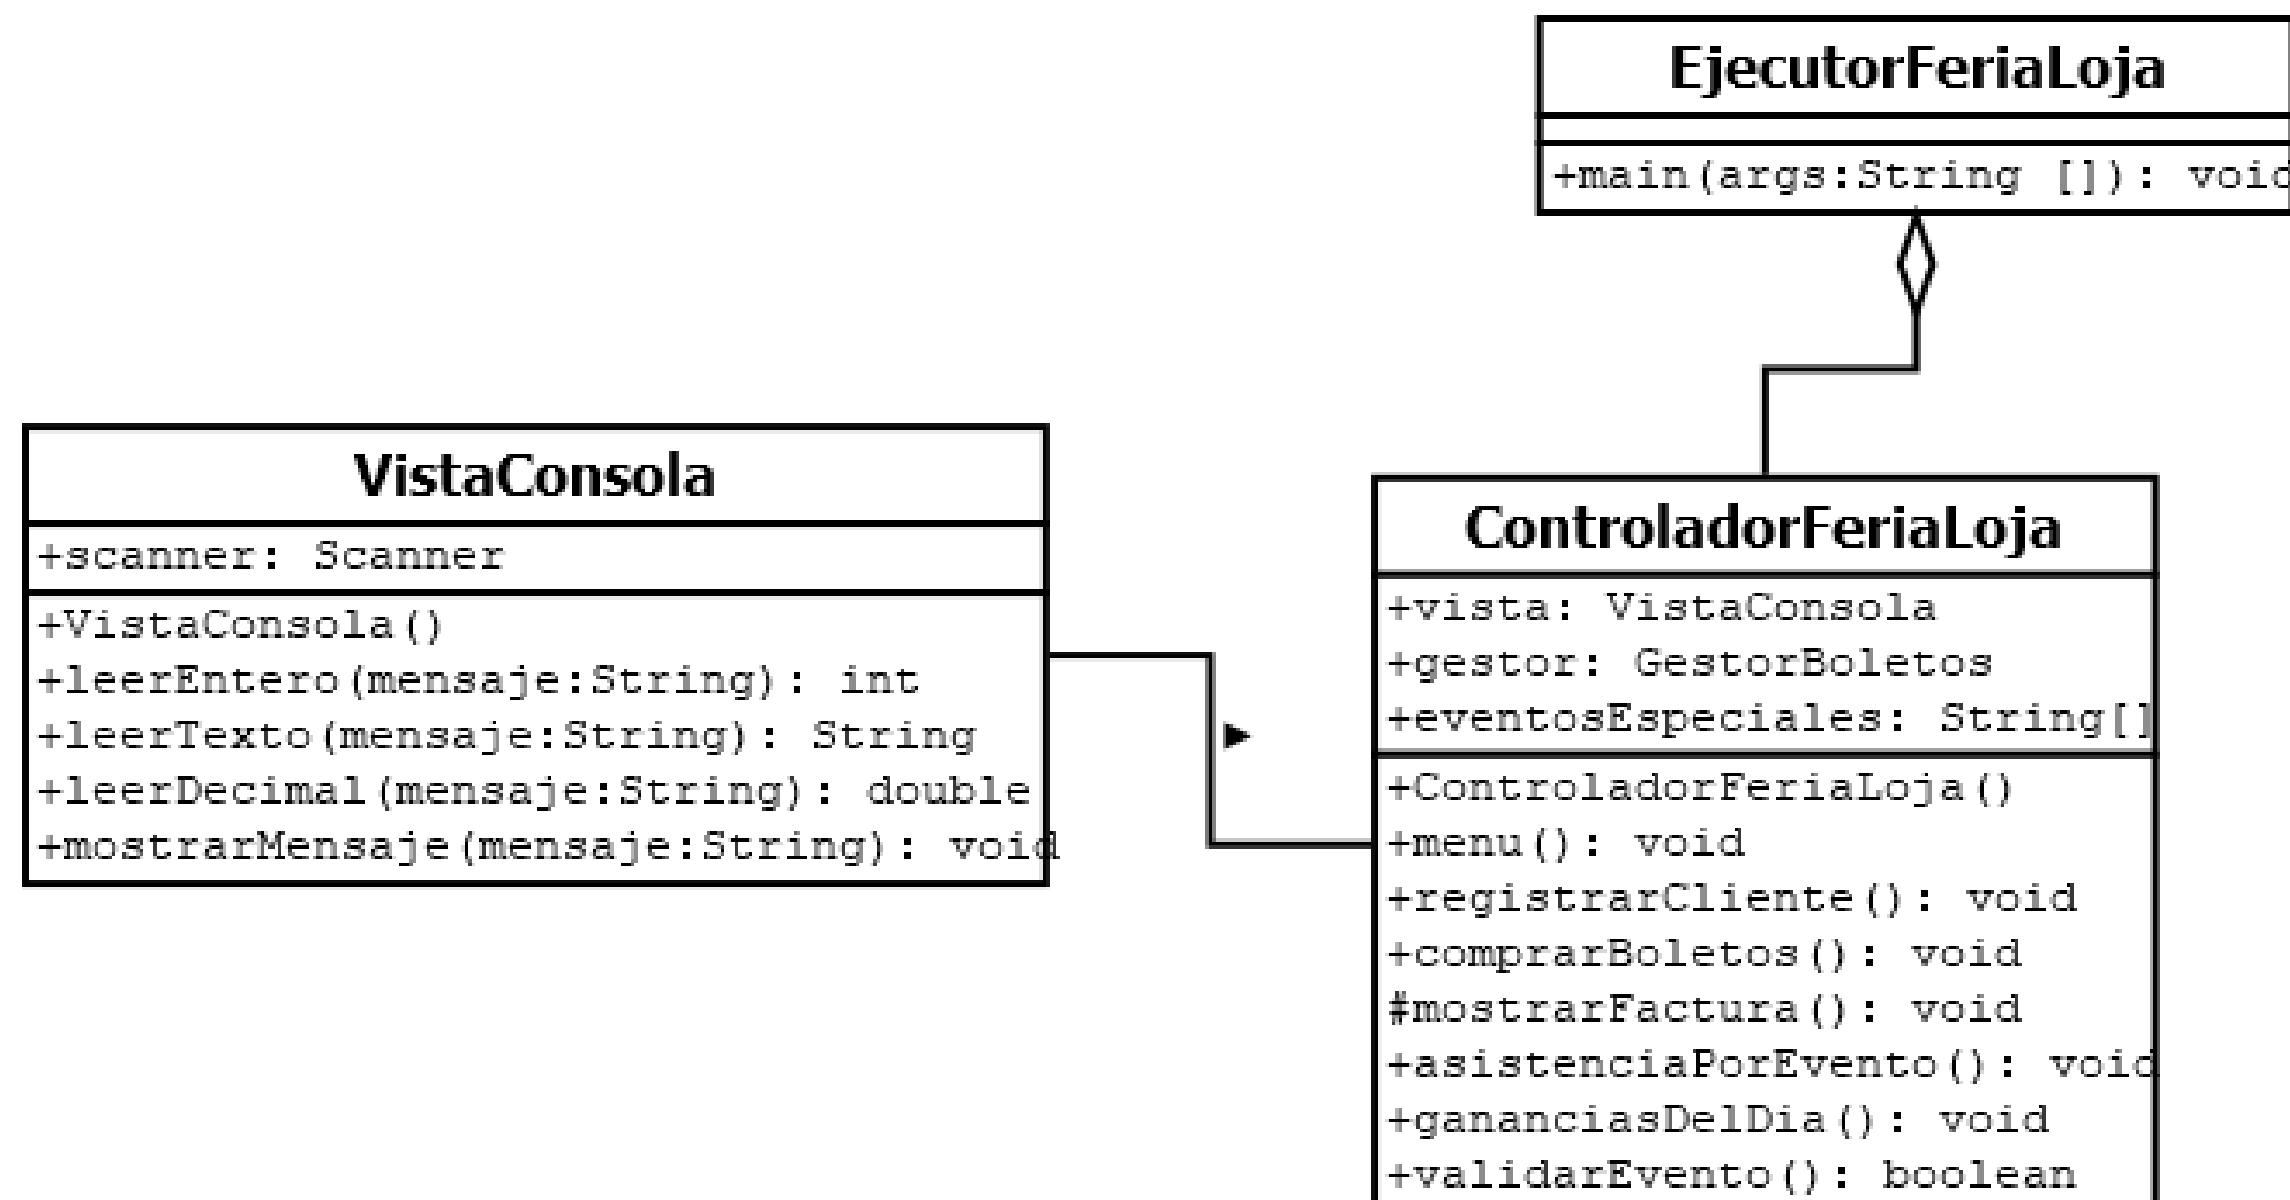 EjecutorFeriaLoja
+main(args:String []): void
VistaConsola
+scanner: Scanner
+VistaConsola()
+leerEntero(mensaje:String): int
+leerTexto(mensaje:String): String
+leerDecimal(mensaje:String): double
+mostrarMensaje(mensaje:String): void
ControladorFeriaLoja
+vista: VistaConsola
+gestor: GestorBoletos
+eventosEspeciales: String[]
+ControladorFeriaLoja()
+menu(): void
+registrarCliente(): void
+comprarBoletos(): void
#mostrarFactura(): void
+asistenciaPorEvento(): void
+gananciasDelDia(): void
+validarEvento(): boolean